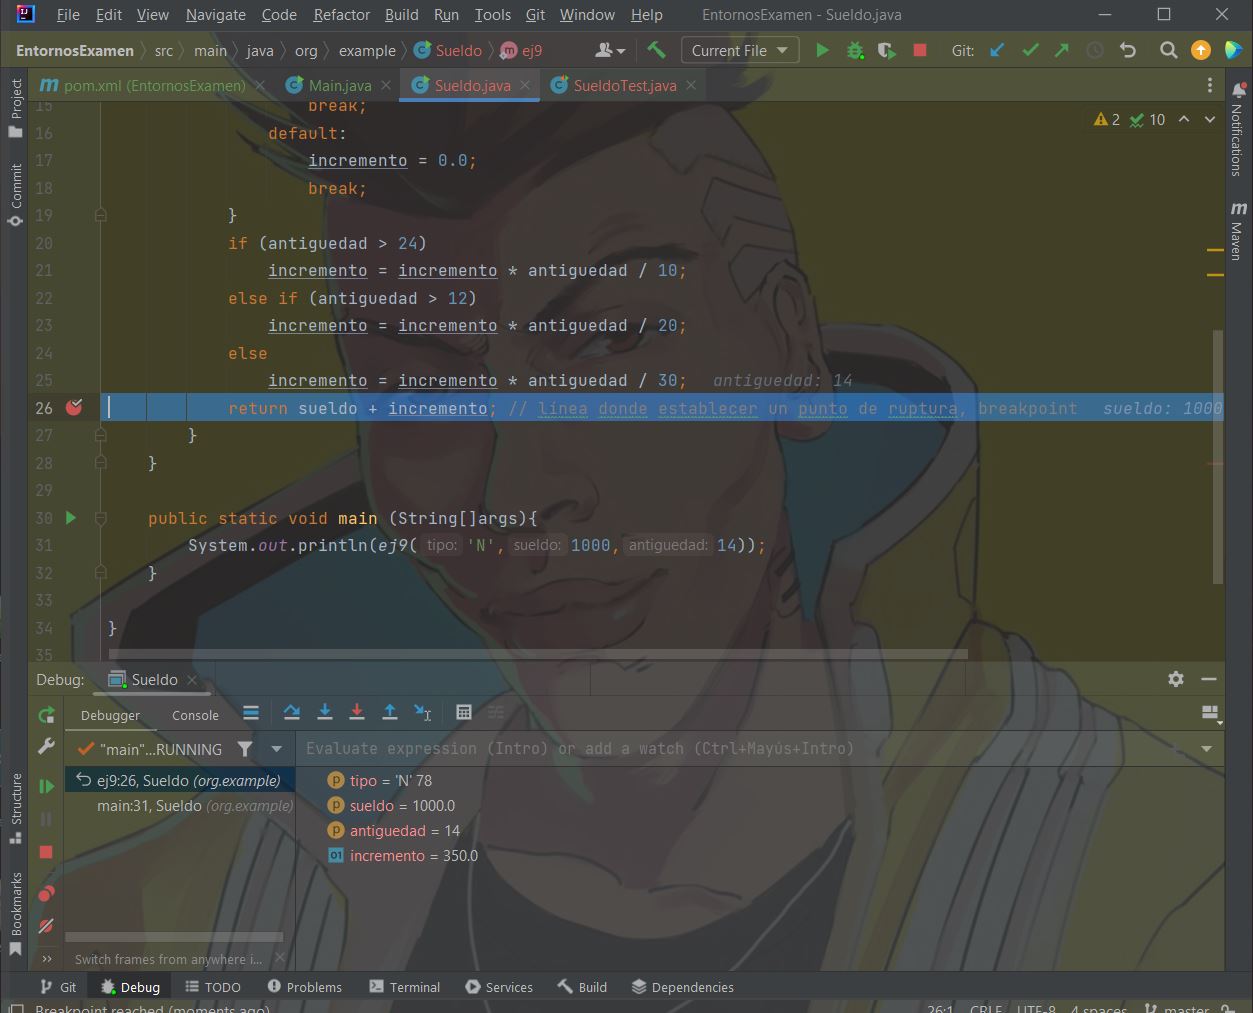 File Edit View Navigate Code Refactor Build Run Tools Git Window Help EntornosExamen - Sueldo.java
EntornosExamen src main java org example Sueldo ej9 Current File Git:
pom.xml (EntornosExamen) Main.java Sueldo.java SueldoTest.java
Project
Commit
Structure
Bookmarks
Notifications
Maven
2 10
15 break;
16 default:
17 incremento = 0.0;
18 break;
19 }
20 if (antiguedad > 24)
21 incremento = incremento * antiguedad / 10;
22 else if (antiguedad > 12)
23 incremento = incremento * antiguedad / 20;
24 else
25 incremento = incremento * antiguedad / 30; antiguedad: 14
26 return sueldo + incremento; // línea donde establecer un punto de ruptura, breakpoint sueldo: 1000
27 }
28 }
29
30 public static void main (String[]args){
31 System.out.println(ej9( tipo: 'N', sueldo: 1000, antiguedad: 14));
32 }
33
34 }
35
Debug: Sueldo
Debugger Console
"main"...RUNNING
Evaluate expression (Intro) or add a watch (Ctrl+Mayús+Intro)
ej9:26, Sueldo (org.example)
main:31, Sueldo (org.example)
tipo = 'N' 78
sueldo = 1000.0
antiguedad = 14
incremento = 350.0
Switch frames from anywhere i...
Git Debug TODO Problems Terminal Services Build Dependencies
Breakpoint reached (moments ago) 26:1 CRLF UTF-8 4 spaces master